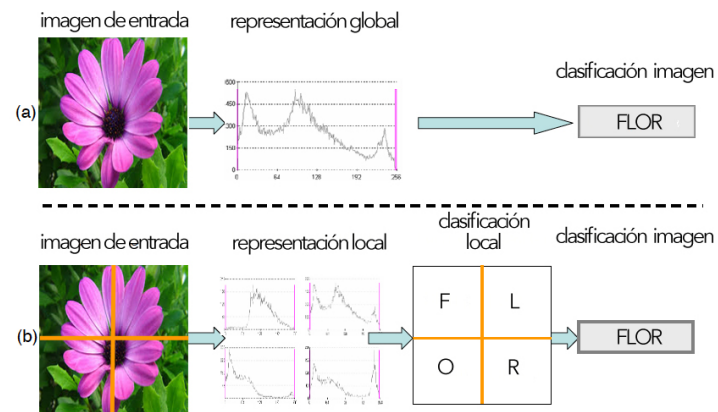 imagen de entrada
representación global
clasificación imagen
(a)
600
450
300
150
0
0 64 128 192 256
FLOR
imagen de entrada
representación local
clasificación
local
clasificación imagen
(b)
F L
O R
FLOR